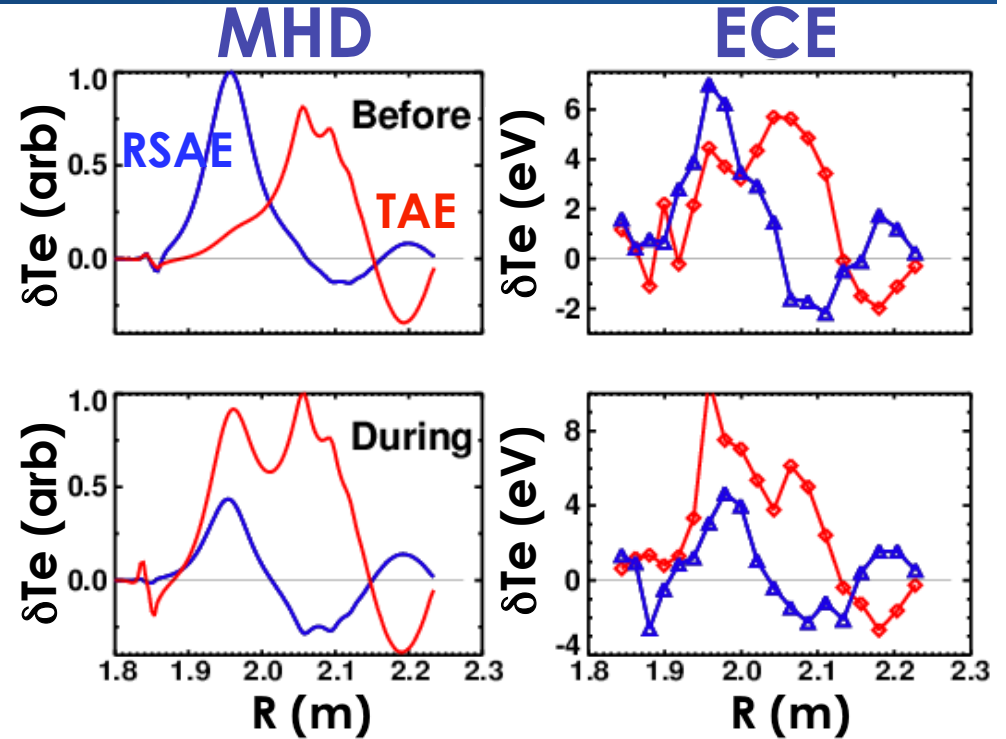 MHD ECE
δTe (arb)
1.0
0.5
0.0
RSAE
Before
TAE
δTe (eV)
6
4
2
0
-2
δTe (arb)
1.0
0.5
0.0
During
1.8 1.9 2.0 2.1 2.2 2.3
R (m)
δTe (eV)
8
4
0
-4
1.8 1.9 2.0 2.1 2.2 2.3
R (m)